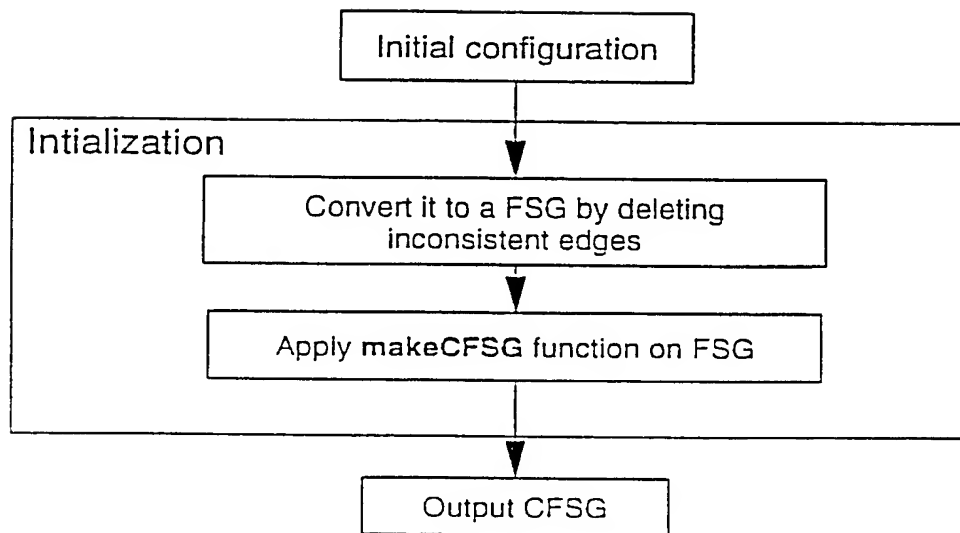 Initial configuration
Intialization
Convert it to a FSG by deleting
inconsistent edges
Apply makeCFSG function on FSG
Output CFSG